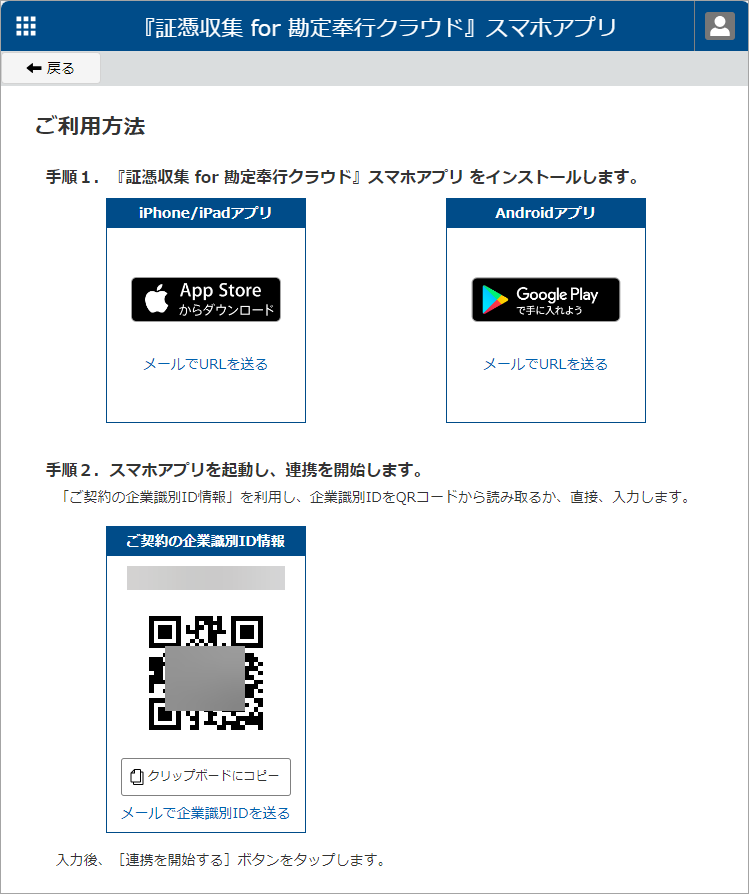 『証憑収集 for 勘定奉行クラウド』スマホアプリ
戻る
ご利用方法
手順１．『証憑収集 for 勘定奉行クラウド』スマホアプリ をインストールします。
iPhone/iPadアプリ
Androidアプリ
App Store
からダウンロード
Google Play
で手に入れよう
メールでURLを送る
メールでURLを送る
手順２．スマホアプリを起動し、連携を開始します。
「ご契約の企業識別ID情報」を利用し、企業識別IDをQRコードから読み取るか、直接、入力します。
ご契約の企業識別ID情報
クリップボードにコピー
メールで企業識別IDを送る
入力後、［連携を開始する］ボタンをタップします。